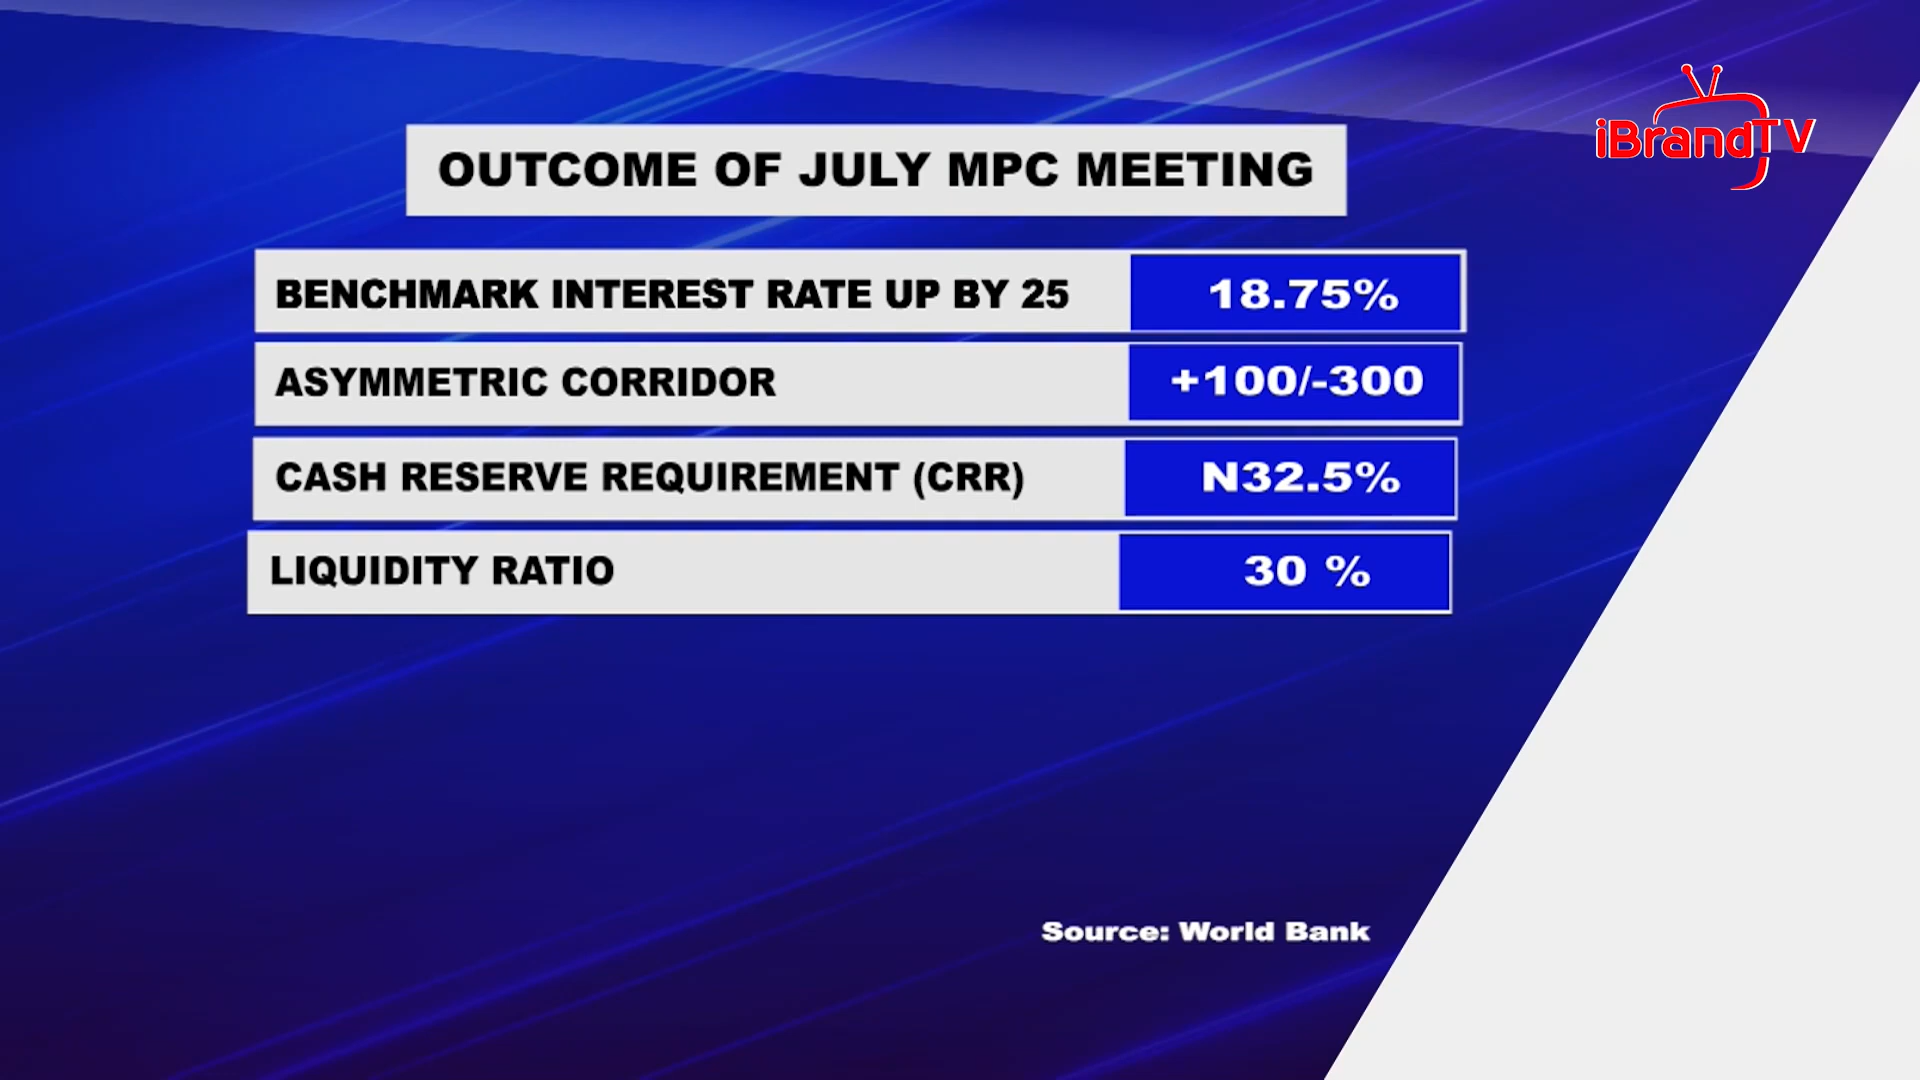 iBrandTV
OUTCOME OF JULY MPC MEETING
BENCHMARK INTEREST RATE UP BY 25 18.75%
ASYMMETRIC CORRIDOR +100/-300
CASH RESERVE REQUIREMENT (CRR) N32.5%
LIQUIDITY RATIO 30 %
Source: World Bank